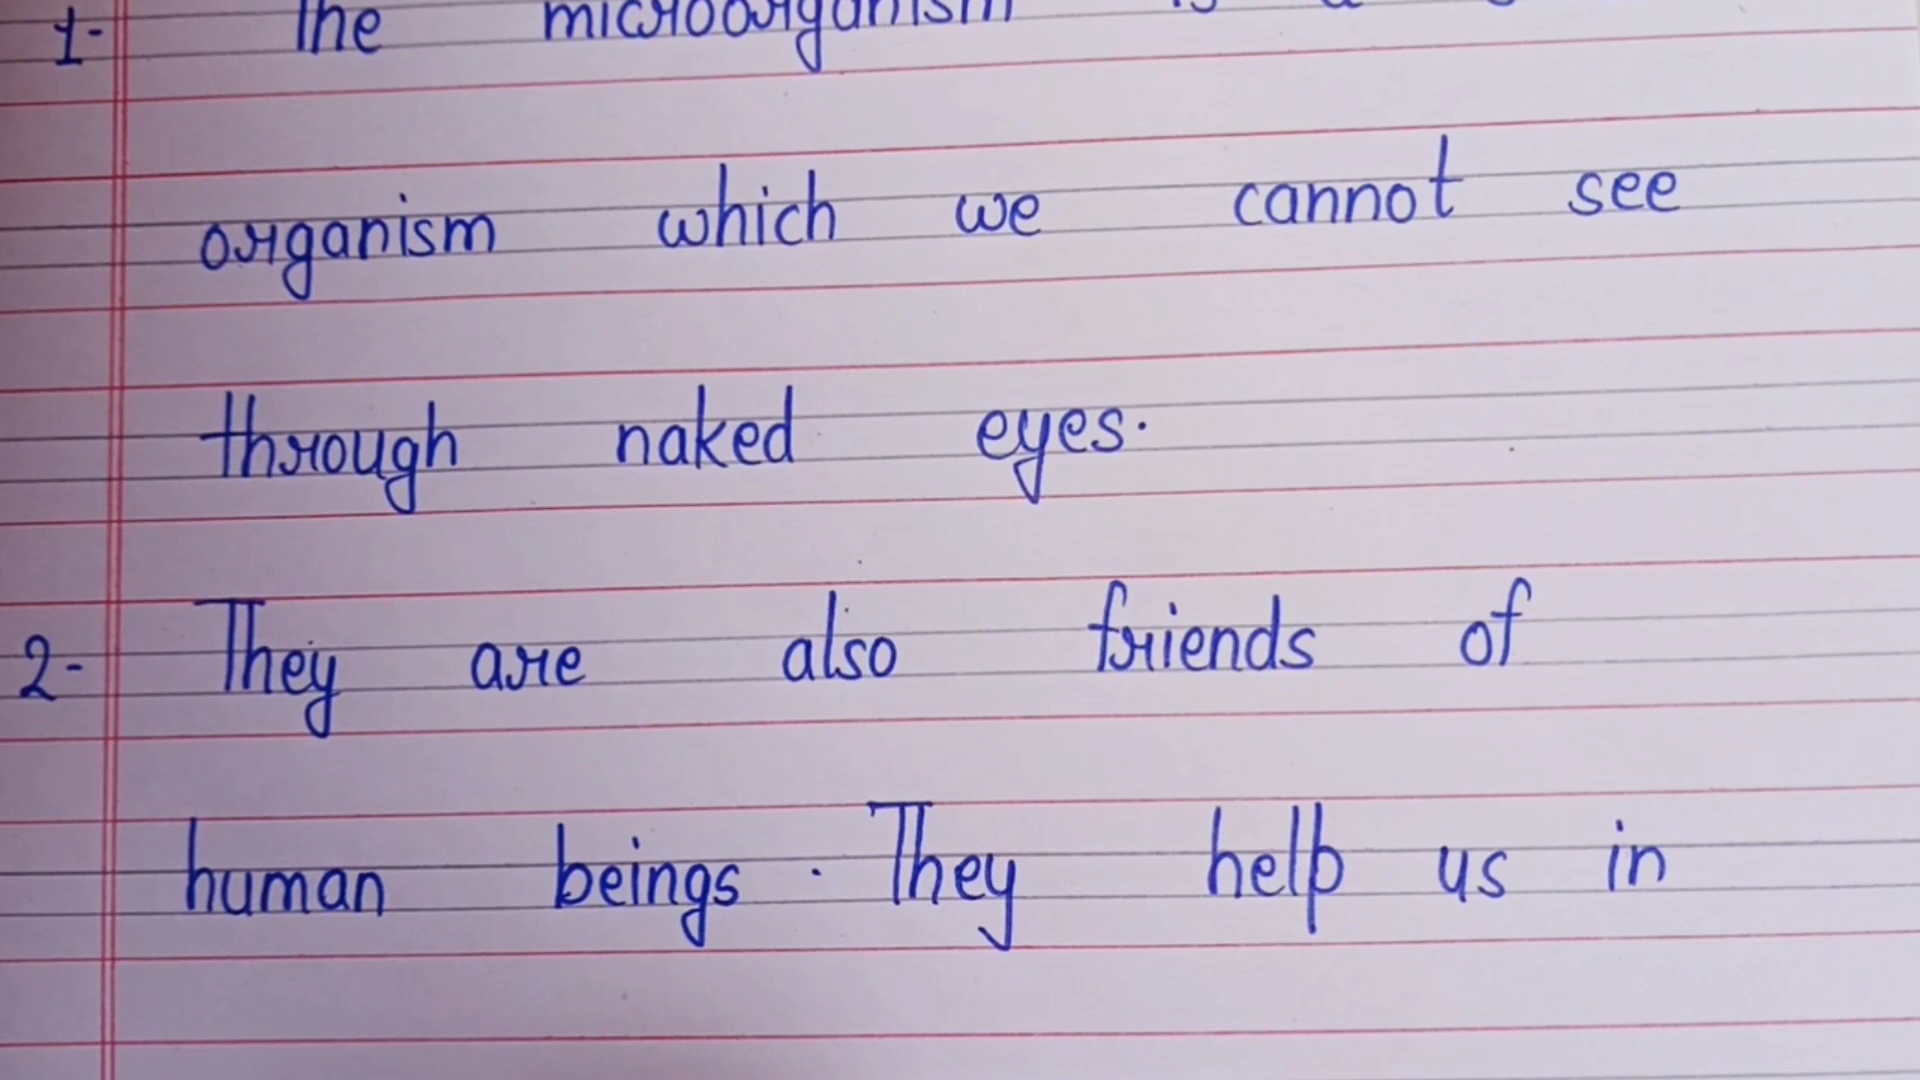 1- The microorganism is a
organism which we cannot see
through naked eyes.
2- They are also friends of
human beings. They help us in